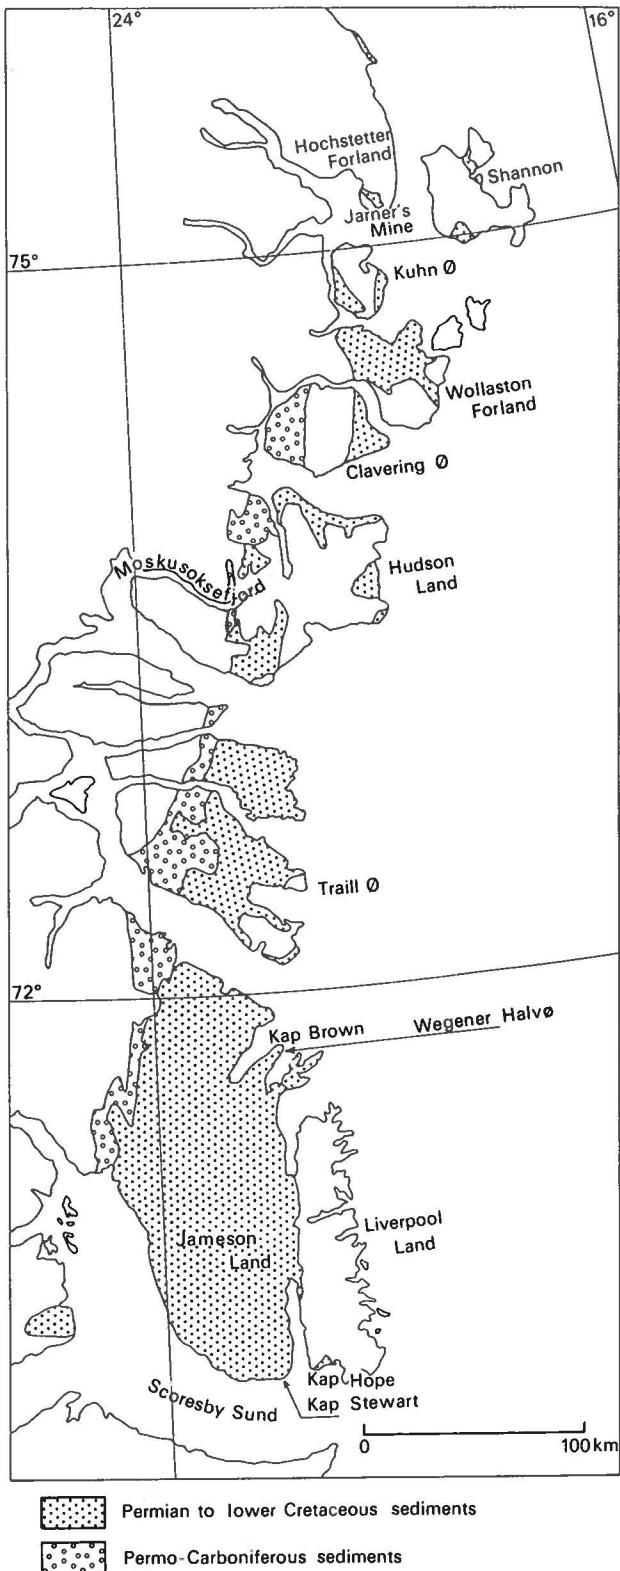 24°
16°
Hochstetter
Forland
Shannon
Jarner's
Mine
75°
Kuhn Ø
Wollaston
Forland
Clavering Ø
Hudson
Land
Moskusoksefjord
Traill Ø
72°
Kap Brown
Wegener Halvø
Liverpool
Land
Jameson
Land
Kap Hope
Kap Stewart
Scoresby Sund
0 100 km
Permian to lower Cretaceous sediments
Permo-Carboniferous sediments